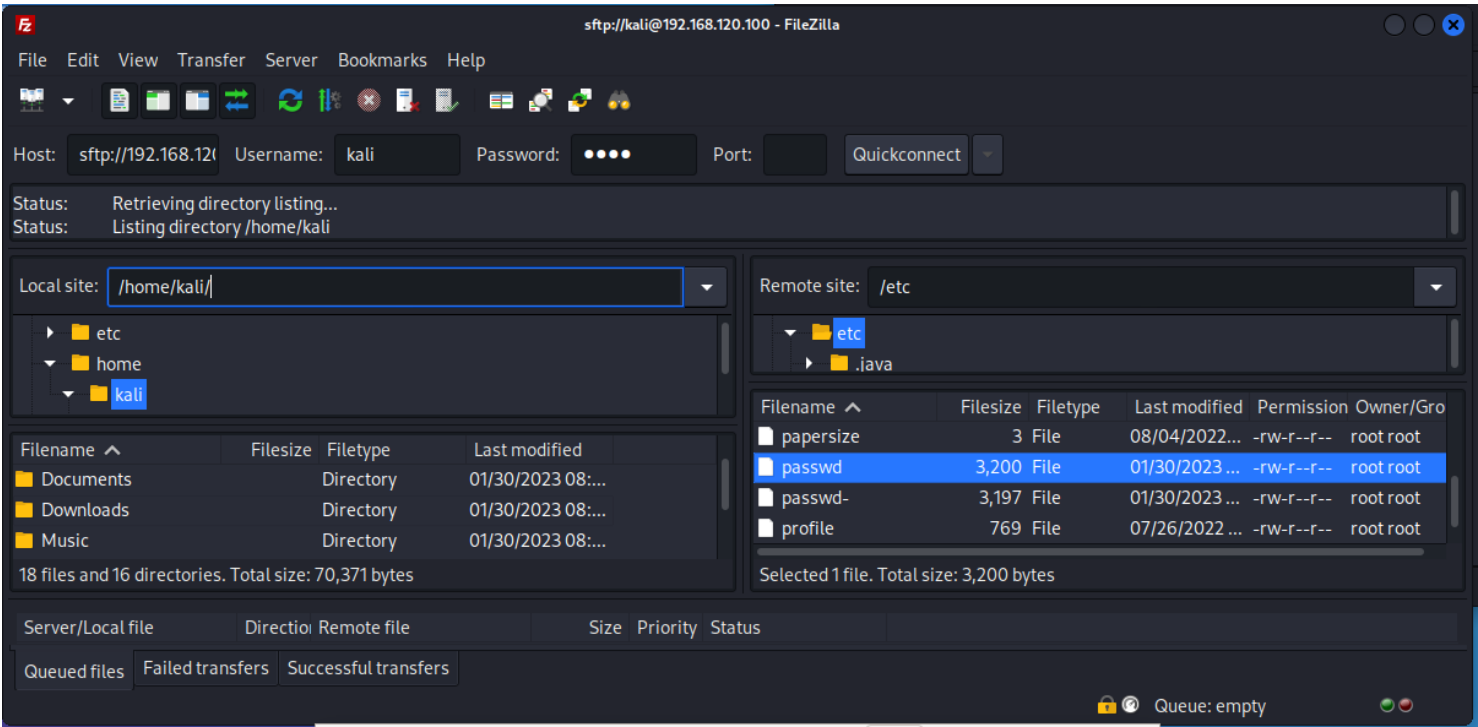 sftp://kali@192.168.120.100 - FileZilla
File Edit View Transfer Server Bookmarks Help
Host: sftp://192.168.120 Username: kali Password: •••• Port: Quickconnect
Status: Retrieving directory listing...
Status: Listing directory /home/kali
Local site: /home/kali/
etc
home
kali
Filename Filesize Filetype Last modified
Documents Directory 01/30/2023 08:...
Downloads Directory 01/30/2023 08:...
Music Directory 01/30/2023 08:...
18 files and 16 directories. Total size: 70,371 bytes
Remote site: /etc
etc
.java
Filename Filesize Filetype Last modified Permission Owner/Gro
papersize 3 File 08/04/2022... -rw-r--r-- root root
passwd 3,200 File 01/30/2023 ... -rw-r--r-- root root
passwd- 3,197 File 01/30/2023 ... -rw-r--r-- root root
profile 769 File 07/26/2022 ... -rw-r--r-- root root
Selected 1 file. Total size: 3,200 bytes
Server/Local file Direction Remote file Size Priority Status
Queued files Failed transfers Successful transfers
Queue: empty